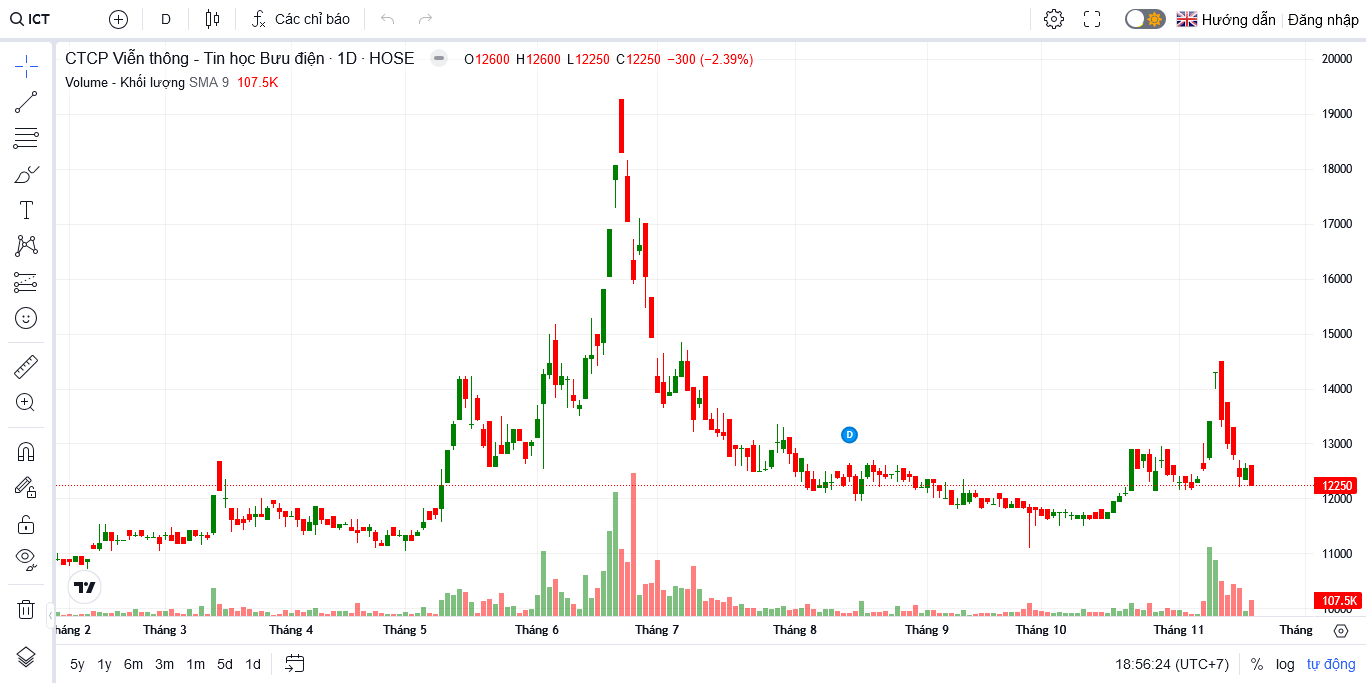 ICT D Các chỉ báo Hướng dẫn Đăng nhập
CTCP Viễn thông - Tin học Bưu điện · 1D · HOSE O12600 H12600 L12250 C12250 −300 (−2.39%)
Volume - Khối lượng SMA 9 107.5K
20000
19000
18000
17000
16000
15000
14000
13000
12250
12000
11000
107.5K
D
háng 2 Tháng 3 Tháng 4 Tháng 5 Tháng 6 Tháng 7 Tháng 8 Tháng 9 Tháng 10 Tháng 11 Tháng
5y 1y 6m 3m 1m 5d 1d 18:56:24 (UTC+7) % log tự động